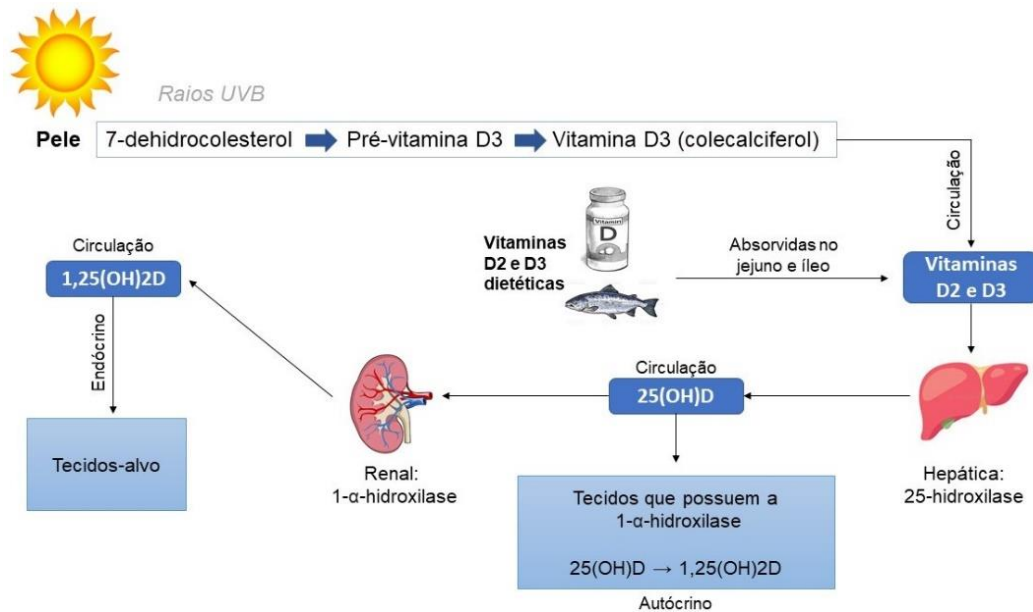 Raios UVB
Pele
7-dehidrocolesterol
Pré-vitamina D3
Vitamina D3 (colecalciferol)
Circulação
Vitamin
D
Vitaminas
D2 e D3
dietéticas
Absorvidas no
jejuno e íleo
Vitaminas
D2 e D3
Circulação
1,25(OH)2D
Endócrino
Tecidos-alvo
Renal:
1-α-hidroxilase
Circulação
25(OH)D
Hepática:
25-hidroxilase
Tecidos que possuem a
1-α-hidroxilase
25(OH)D → 1,25(OH)2D
Autócrino